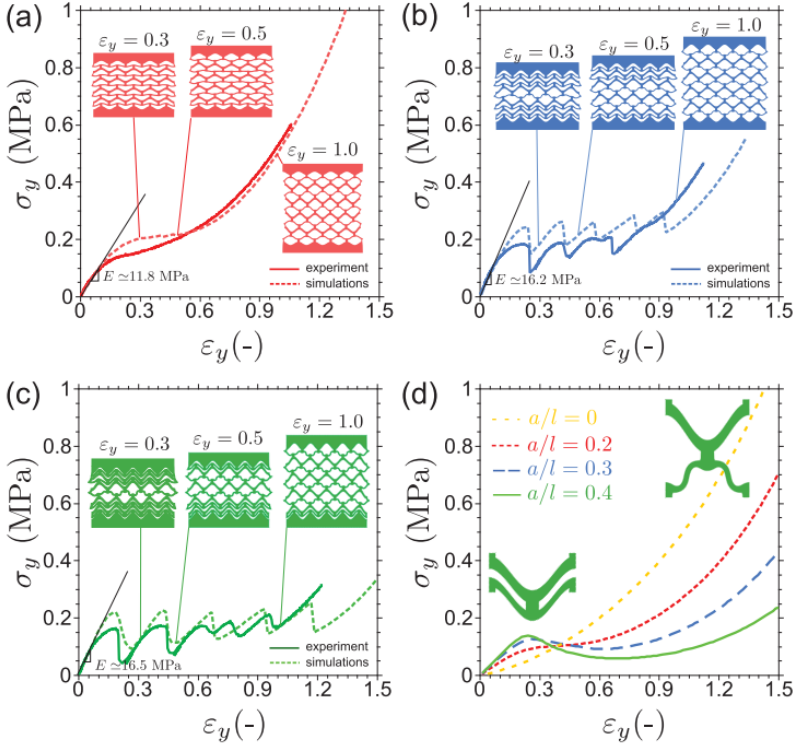 (a)
σy (MPa)
1
0.8
0.6
0.4
0.2
0
εy = 0.3
εy = 0.5
εy = 1.0
E ≃11.8 MPa
experiment
simulations
0 0.3 0.6 0.9 1.2 1.5
εy(-)
(b)
σy (MPa)
1
0.8
0.6
0.4
0.2
0
εy = 0.3
εy = 0.5
εy = 1.0
E ≃16.2 MPa
experiment
simulations
0 0.3 0.6 0.9 1.2 1.5
εy(-)
(c)
σy (MPa)
1
0.8
0.6
0.4
0.2
0
εy = 0.3
εy = 0.5
εy = 1.0
E ≃16.5 MPa
experiment
simulations
0 0.3 0.6 0.9 1.2 1.5
εy(-)
(d)
σy (MPa)
1
0.8
0.6
0.4
0.2
0
a/l = 0
a/l = 0.2
a/l = 0.3
a/l = 0.4
0 0.3 0.6 0.9 1.2 1.5
εy(-)